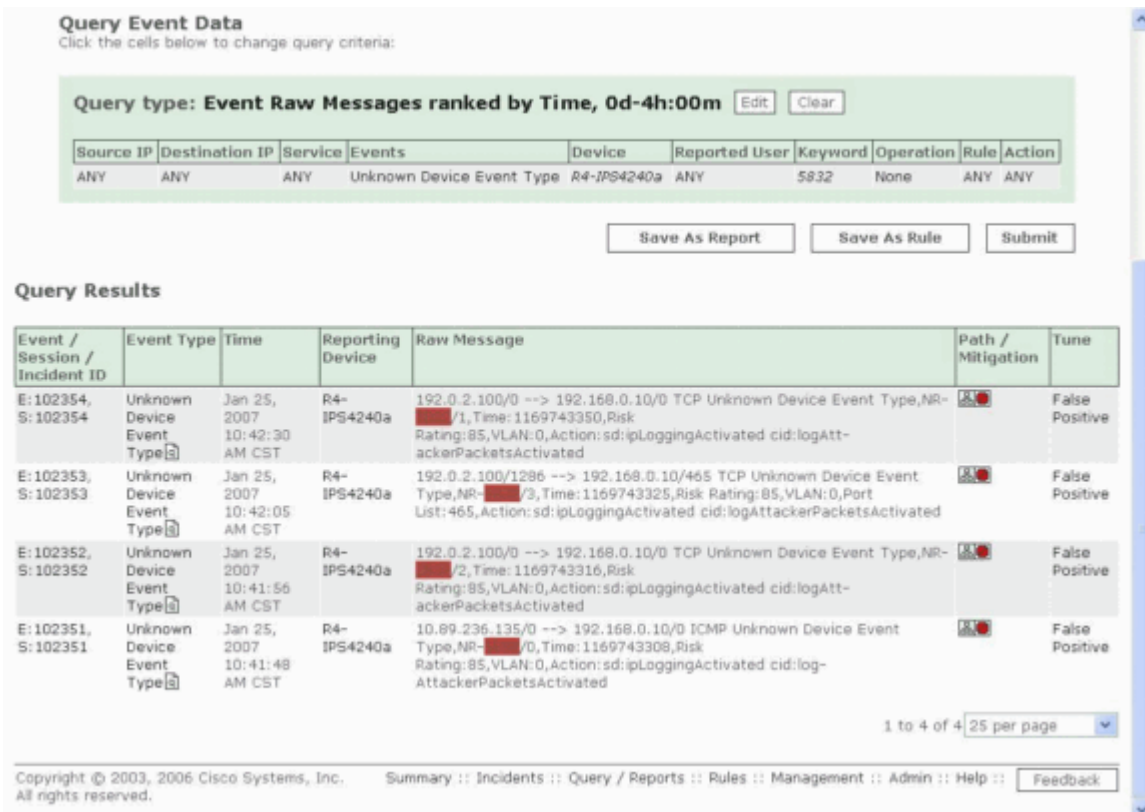 Query Event Data
Click the cells below to change query criteria:
Query type: Event Raw Messages ranked by Time, 0d-4h:00m Edit Clear
Source IP Destination IP Service Events Device Reported User Keyword Operation Rule Action
ANY ANY ANY Unknown Device Event Type R4-IPS4240a ANY 5832 None ANY ANY
Save As Report Save As Rule Submit
Query Results
Event / Event Type Time Reporting Raw Message Path / Tune
Session / Device Mitigation
Incident ID
E:102354, Unknown Jan 25, R4- 192.0.2.100/0 --> 192.168.0.10/0 TCP Unknown Device Event Type,NR- False
S:102354 Device 2007 IPS4240a /1,Time:1169743350,Risk Positive
Event 10:42:30 Rating:85,VLAN:0,Action:sd:ipLoggingActivated cid:logAtt-
Type AM CST ackerPacketsActivated
E:102353, Unknown Jan 25, R4- 192.0.2.100/1286 --> 192.168.0.10/465 TCP Unknown Device Event False
S:102353 Device 2007 IPS4240a Type,NR- /3,Time:1169743325,Risk Rating:85,VLAN:0,Port Positive
Event 10:42:05 List:465,Action:sd:ipLoggingActivated cid:logAttackerPacketsActivated
Type AM CST
E:102352, Unknown Jan 25, R4- 192.0.2.100/0 --> 192.168.0.10/0 TCP Unknown Device Event Type,NR- False
S:102352 Device 2007 IPS4240a /2,Time:1169743316,Risk Positive
Event 10:41:56 Rating:85,VLAN:0,Action:sd:ipLoggingActivated cid:logAtt-
Type AM CST ackerPacketsActivated
E:102351, Unknown Jan 25, R4- 10.89.236.135/0 --> 192.168.0.10/0 ICMP Unknown Device Event False
S:102351 Device 2007 IPS4240a Type,NR- /0,Time:1169743308,Risk Positive
Event 10:41:48 Rating:85,VLAN:0,Action:sd:ipLoggingActivated cid:log-
Type AM CST AttackerPacketsActivated
1 to 4 of 4 25 per page
Copyright © 2003, 2006 Cisco Systems, Inc. Summary :: Incidents :: Query / Reports :: Rules :: Management :: Admin :: Help :: Feedback
All rights reserved.